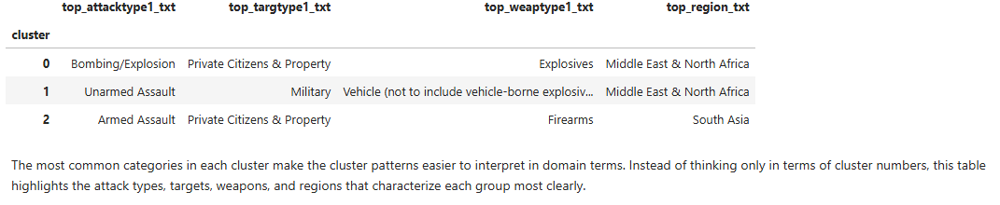 top_attacktype1_txt top_targtype1_txt top_weaptype1_txt top_region_txt
cluster
0 Bombing/Explosion Private Citizens & Property Explosives Middle East & North Africa
1 Unarmed Assault Military Vehicle (not to include vehicle-borne explosiv... Middle East & North Africa
2 Armed Assault Private Citizens & Property Firearms South Asia
The most common categories in each cluster make the cluster patterns easier to interpret in domain terms. Instead of thinking only in terms of cluster numbers, this table
highlights the attack types, targets, weapons, and regions that characterize each group most clearly.